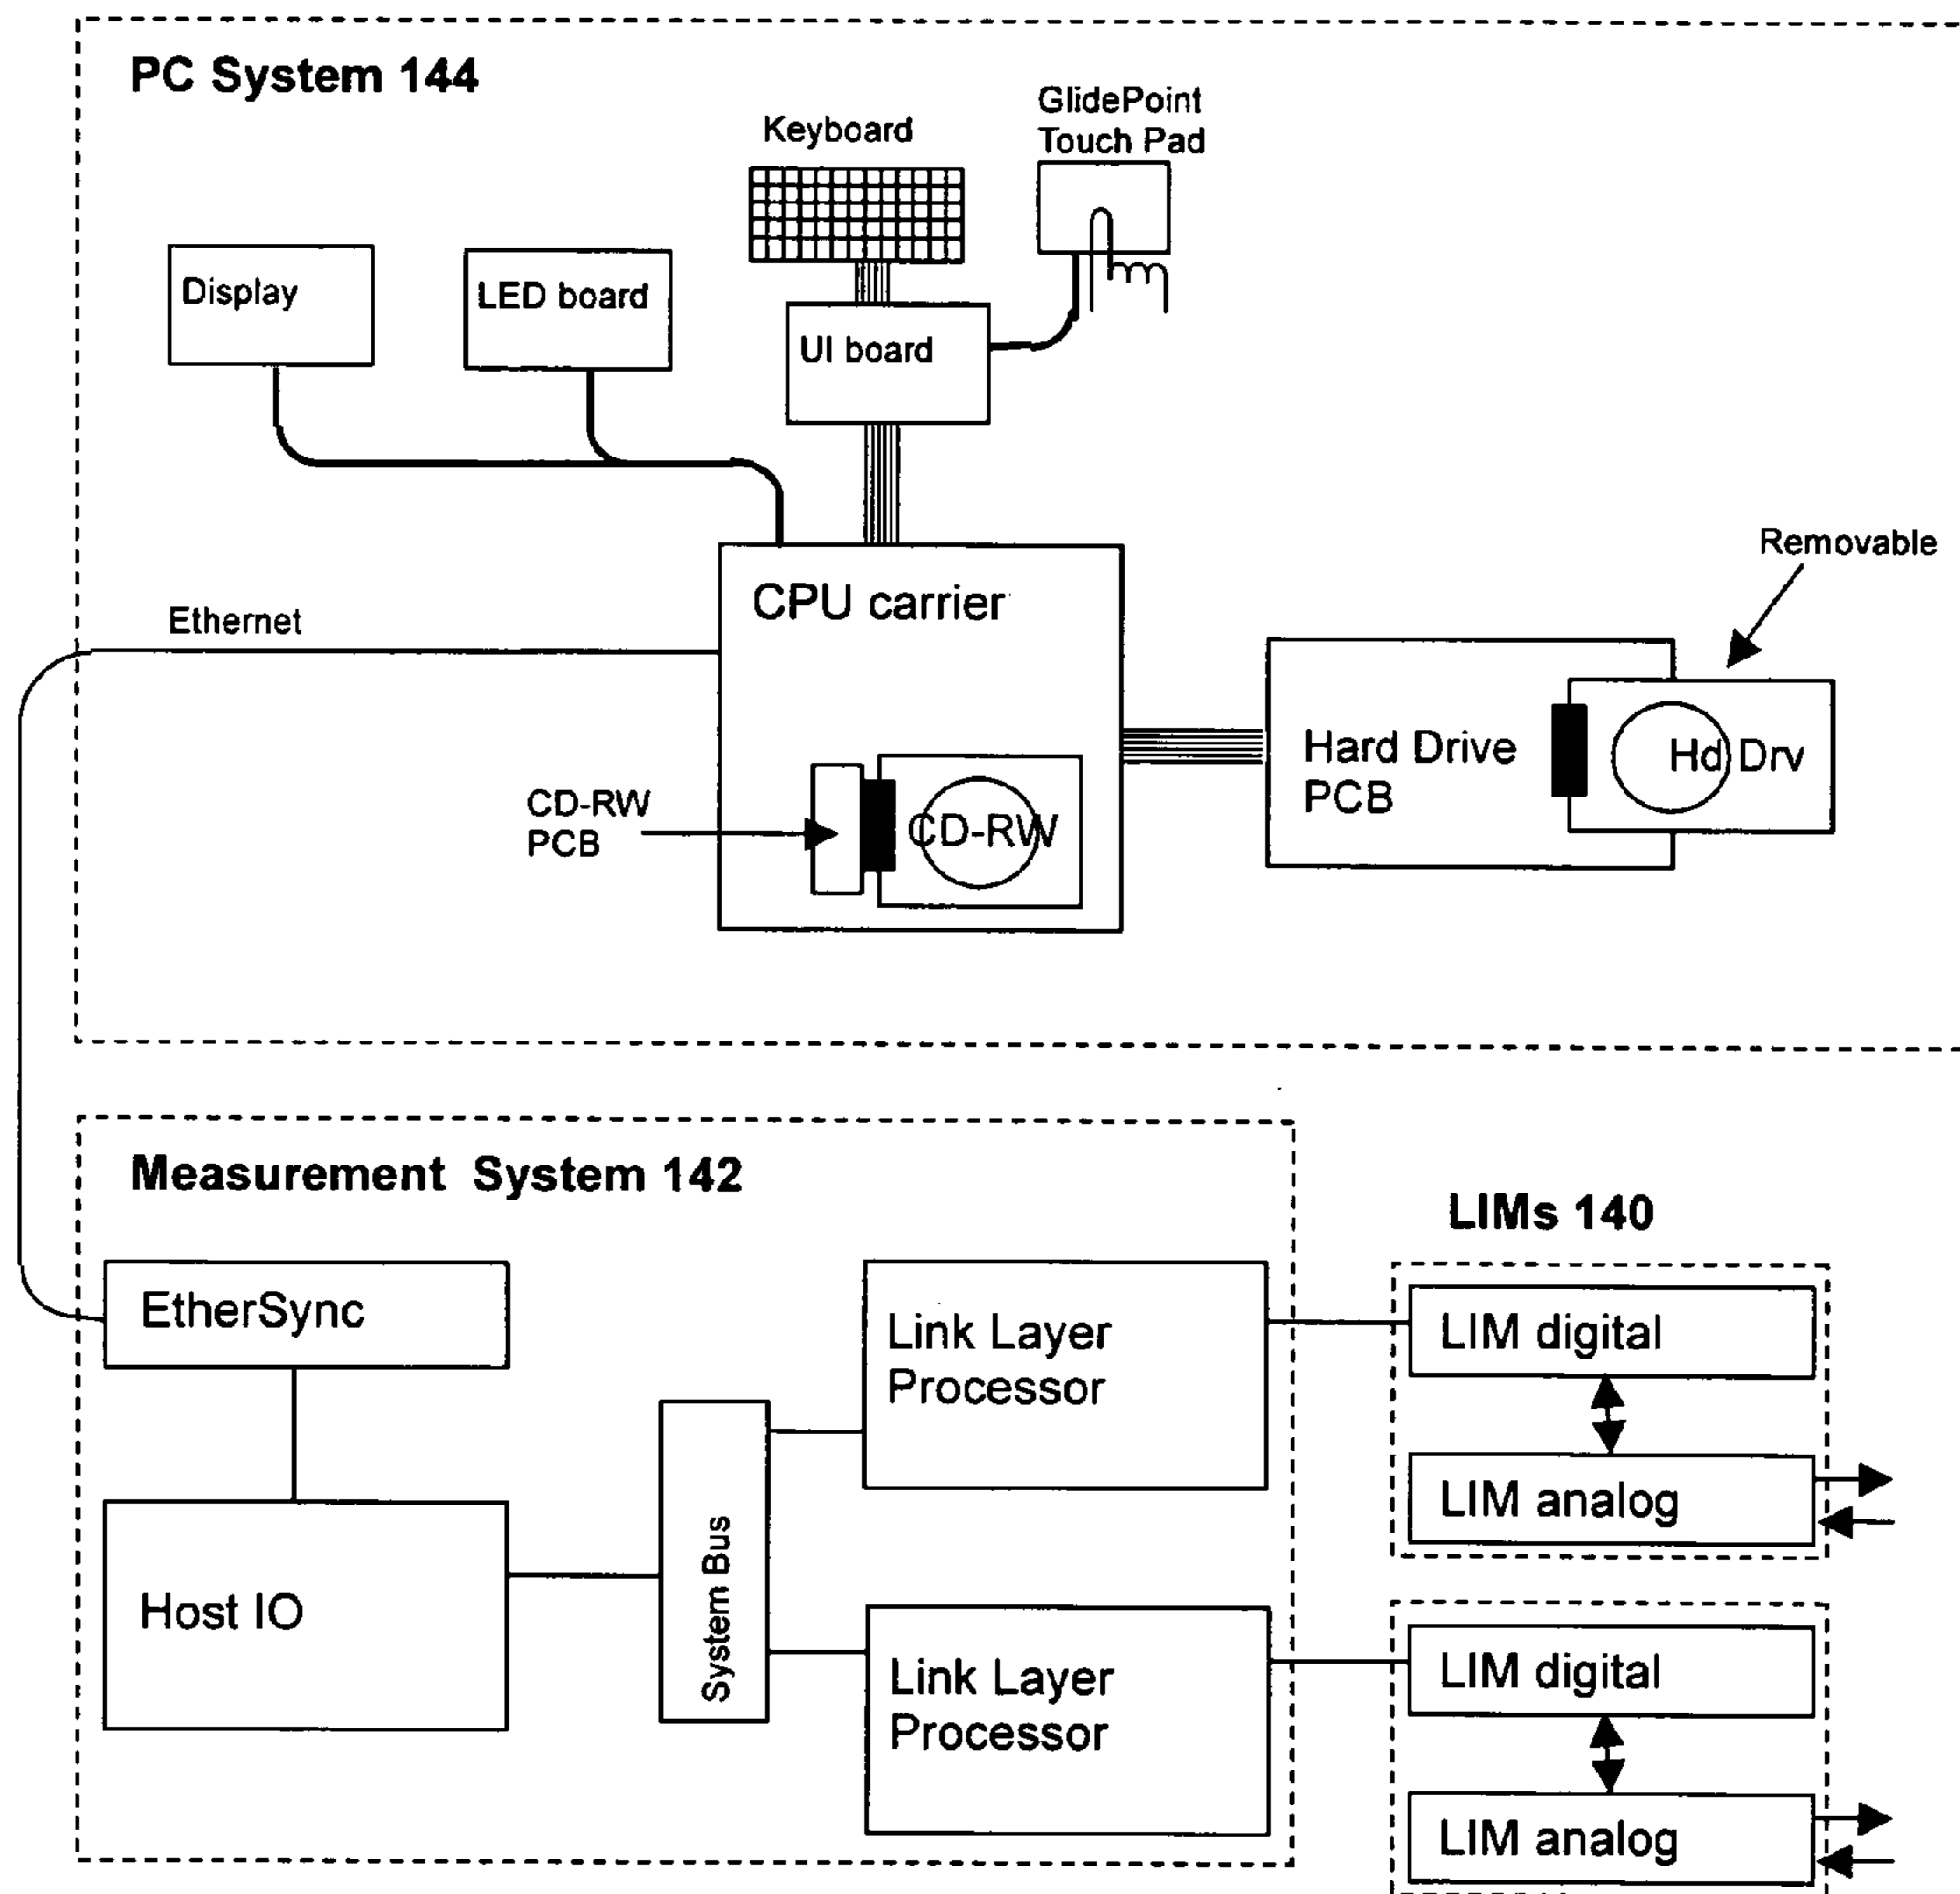 PC System 144
GlidePoint
Touch Pad
Keyboard
Display
LED board
UI board
Removable
CPU carrier
Ethernet
Hard Drive
PCB
Hd Drv
CD-RW
PCB
CD-RW
Measurement System 142
LIMs 140
EtherSync
Link Layer
Processor
LIM digital
LIM analog
System Bus
Host IO
Link Layer
Processor
LIM digital
LIM analog